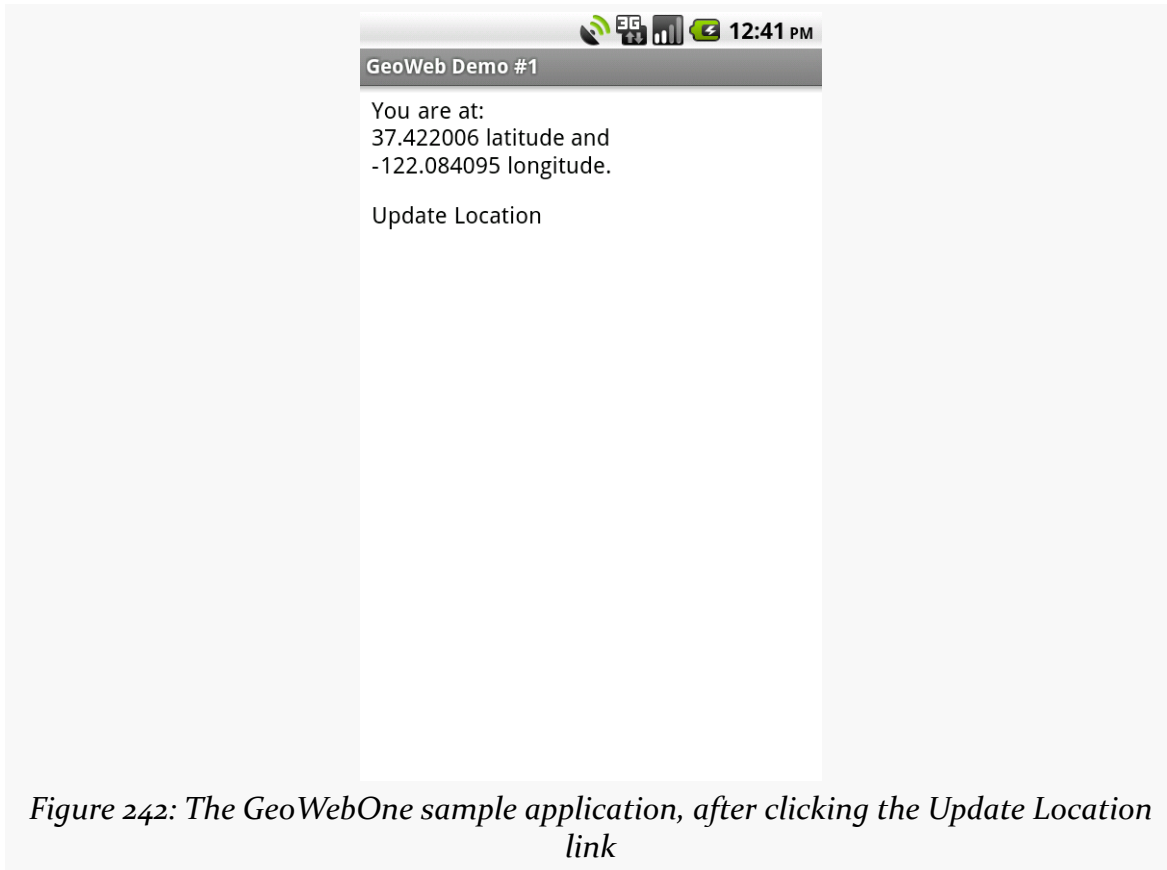 3G
12:41 PM
GeoWeb Demo #1
You are at:
37.422006 latitude and
-122.084095 longitude.
Update Location
Figure 242: The GeoWebOne sample application, after clicking the Update Location
link